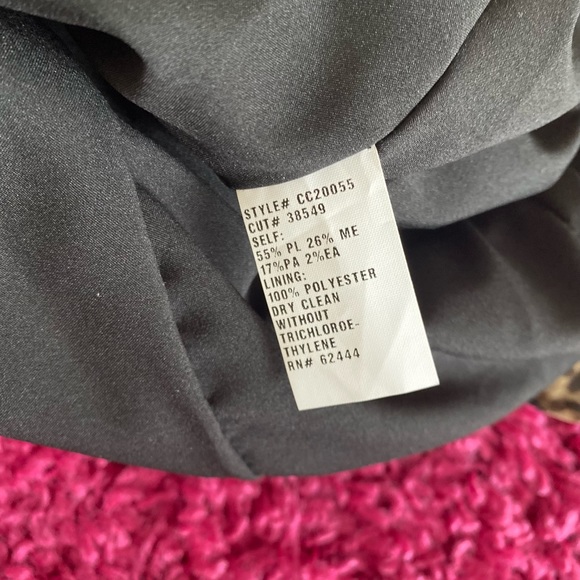 STYLE# CC20055
CUT# 38549
SELF:
55% PL 26% ME
17%PA 2%EA
LINING:
100% POLYESTER
DRY CLEAN
WITHOUT
TRICHLOROE-
THYLENE
RN# 62444